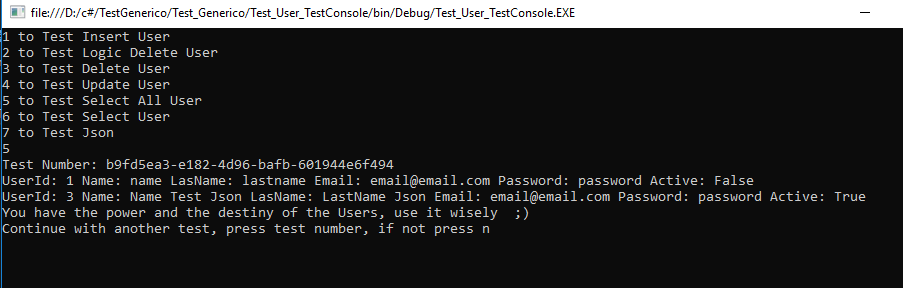 file:///D:/c#/TestGenerico/Test_Generico/Test_User_TestConsole/bin/Debug/Test_User_TestConsole.EXE
1 to Test Insert User
2 to Test Logic Delete User
3 to Test Delete User
4 to Test Update User
5 to Test Select All User
6 to Test Select User
7 to Test Json
5
Test Number: b9fd5ea3-e182-4d96-bafb-601944e6f494
UserId: 1 Name: name LasName: lastname Email: email@email.com Password: password Active: False
UserId: 3 Name: Name Test Json LasName: LastName Json Email: email@email.com Password: password Active: True
You have the power and the destiny of the Users, use it wisely  ;)
Continue with another test, press test number, if not press n